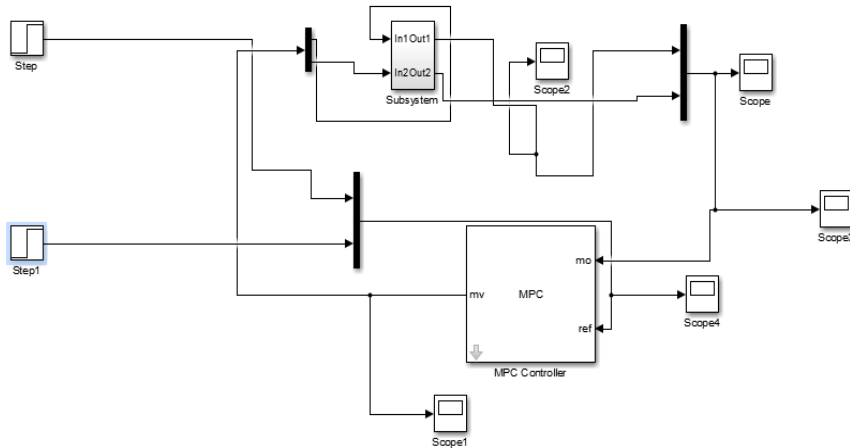 Step
In1Out1
In2Out2
Subsystem
Scope2
Scope
Step1
mo
mv
MPC
ref
MPC Controller
Scope4
Scope1